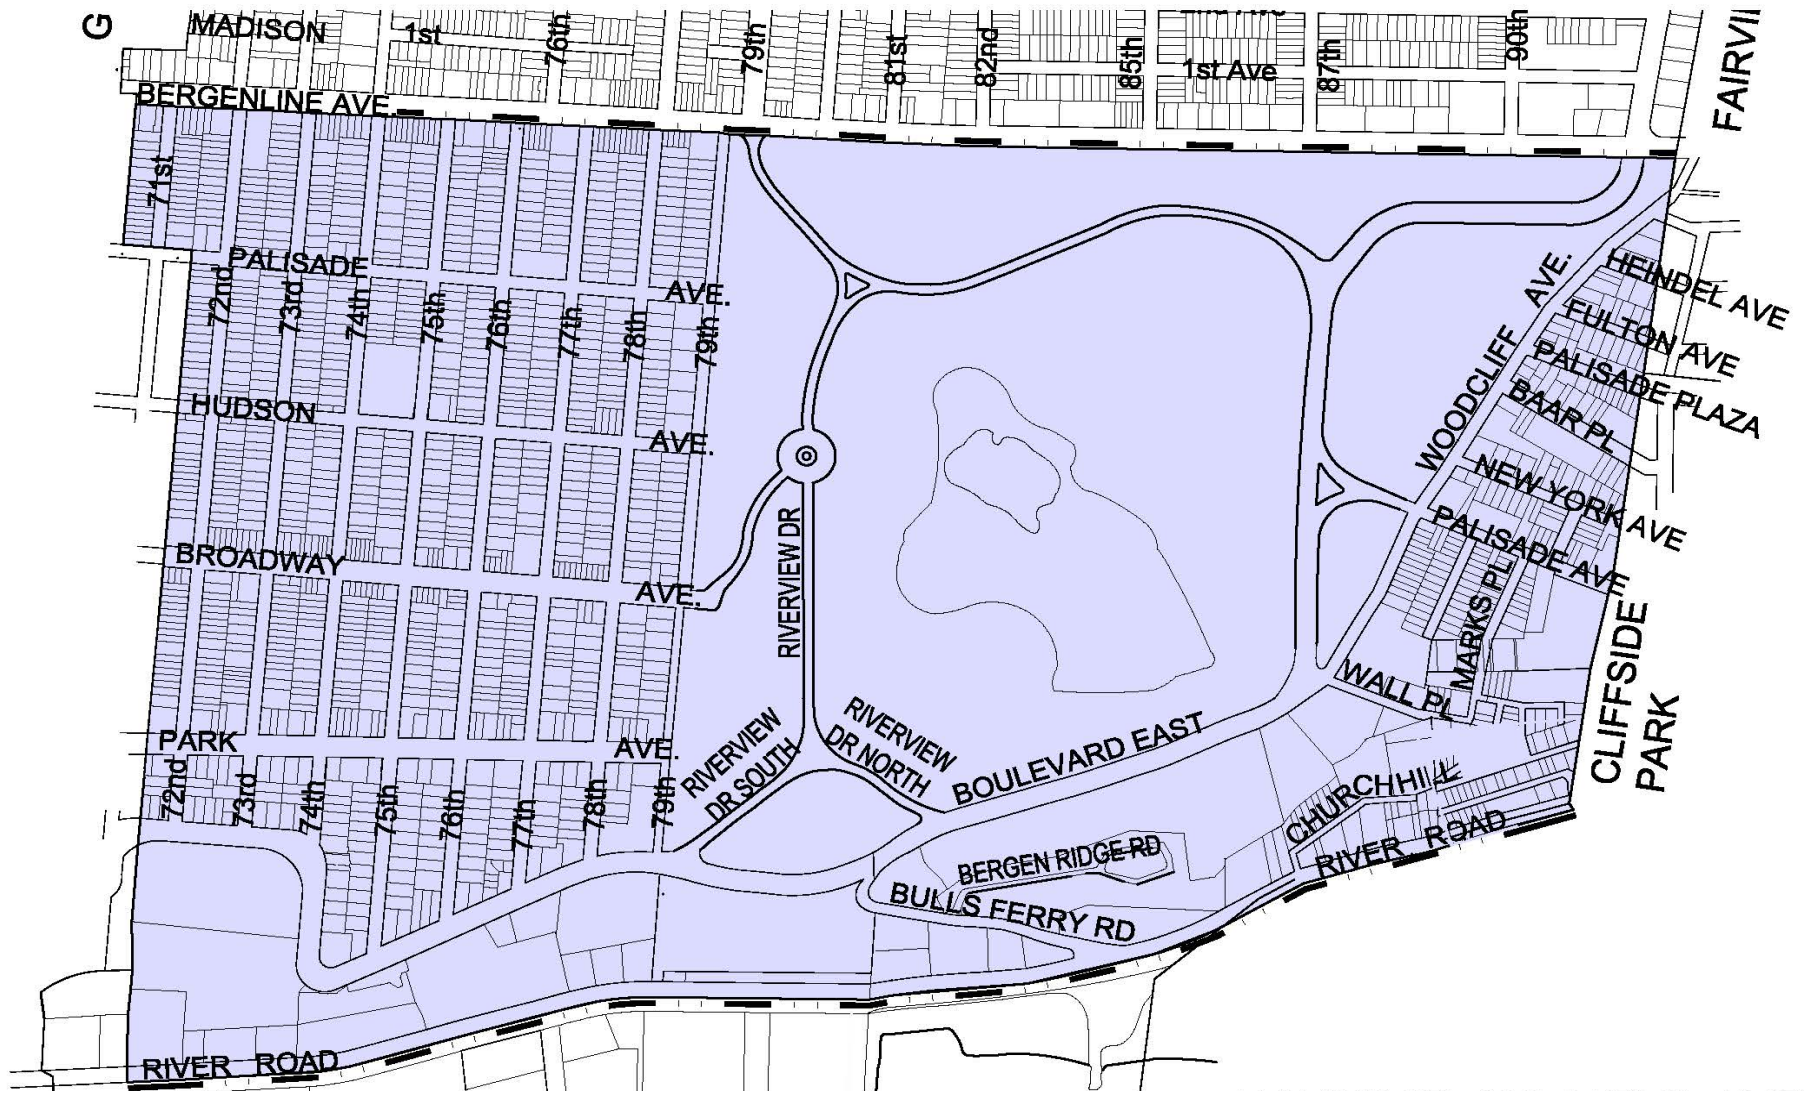 G
MADISON
1st
76th
79th
81st
82nd
85th
1st Ave
87th
90th
BERGENLINE AVE.
71st
PALISADE
AVE.
72nd
73rd
74th
75th
76th
77th
78th
79th
HUDSON
AVE.
BROADWAY
AVE.
PARK
AVE.
72nd
73rd
74th
75th
76th
77th
78th
79th
RIVERVIEW DR
RIVERVIEW
DR SOUTH
RIVERVIEW
DR NORTH
BOULEVARD EAST
WOODCLIFF AVE.
HEINDEL AVE
FULTON AVE
PALISADE PLAZA
BAAR PL
NEW YORK AVE
PALISADE AVE
MARKS PL
WALL PL
CHURCHHILL
RIVER ROAD
BERGEN RIDGE RD
BULLS FERRY RD
RIVER ROAD
CLIFFSIDE
PARK